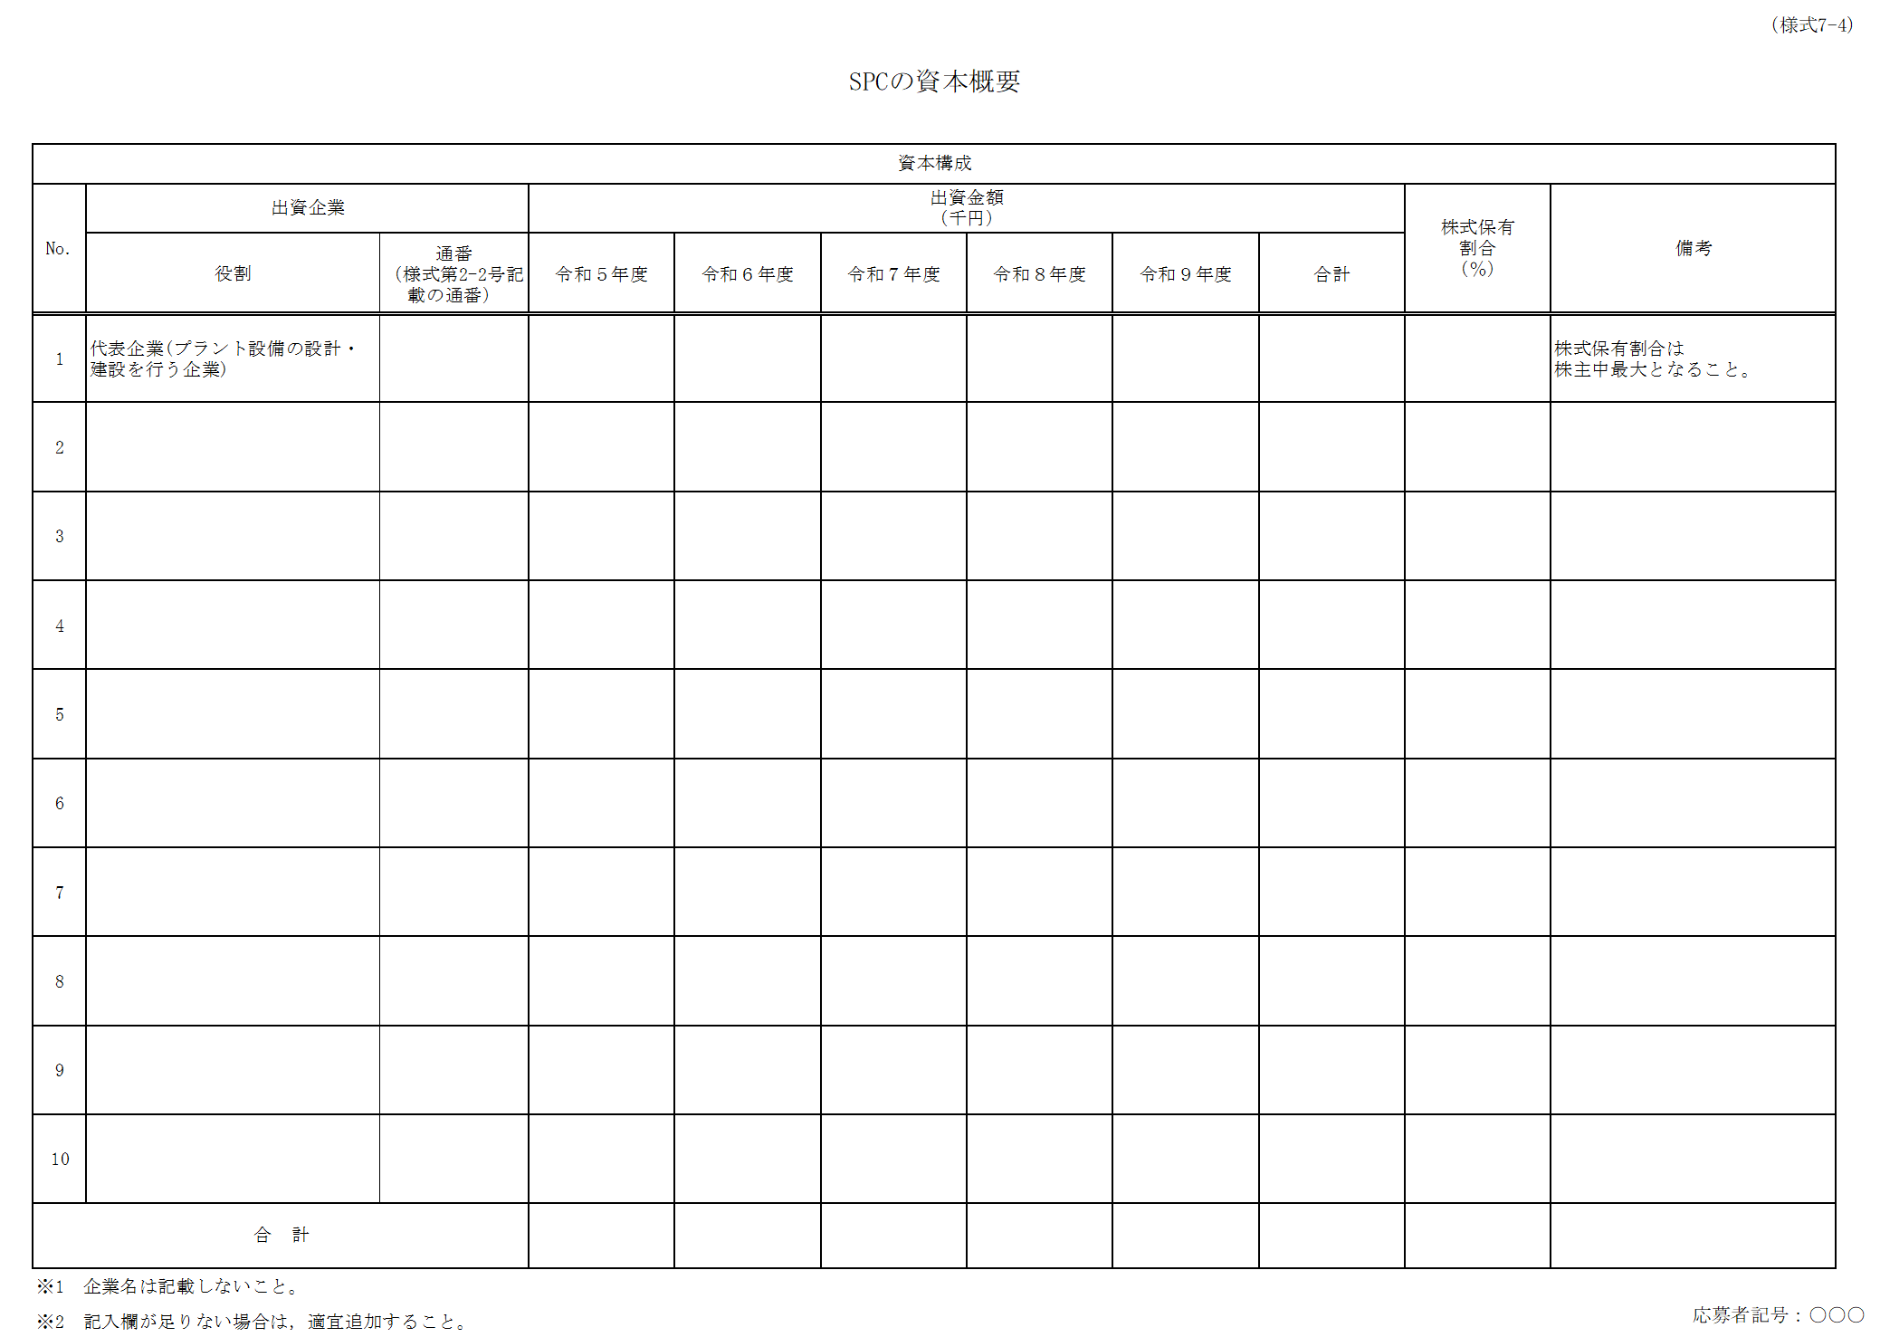 （様式7-4）
SPCの資本概要
資本構成
No.
出資企業
出資金額
（千円）
株式保有
割合
（％）
備考
役割
通番
（様式第2-2号記
載の通番）
令和５年度
令和６年度
令和７年度
令和８年度
令和９年度
合計
1
代表企業(プラント設備の設計・
建設を行う企業)
株式保有割合は
株主中最大となること。
2
3
4
5
6
7
8
9
10
合　計
※1　企業名は記載しないこと。
※2　記入欄が足りない場合は，適宜追加すること。
応募者記号：〇〇〇